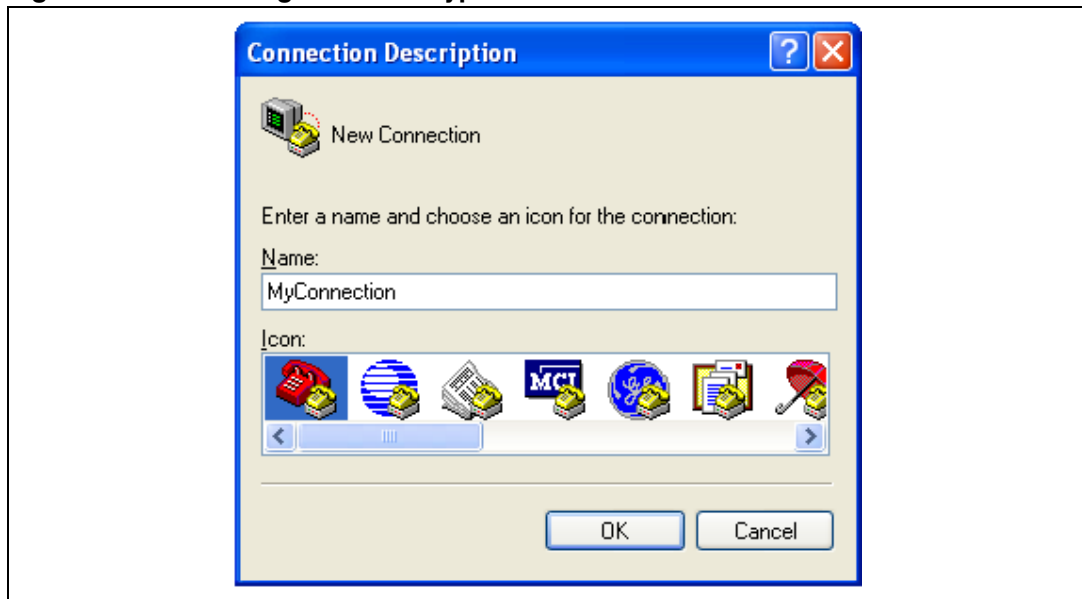 Connection Description
New Connection
Enter a name and choose an icon for the connection:
Name:
MyConnection
Icon:
MCI
OK
Cancel